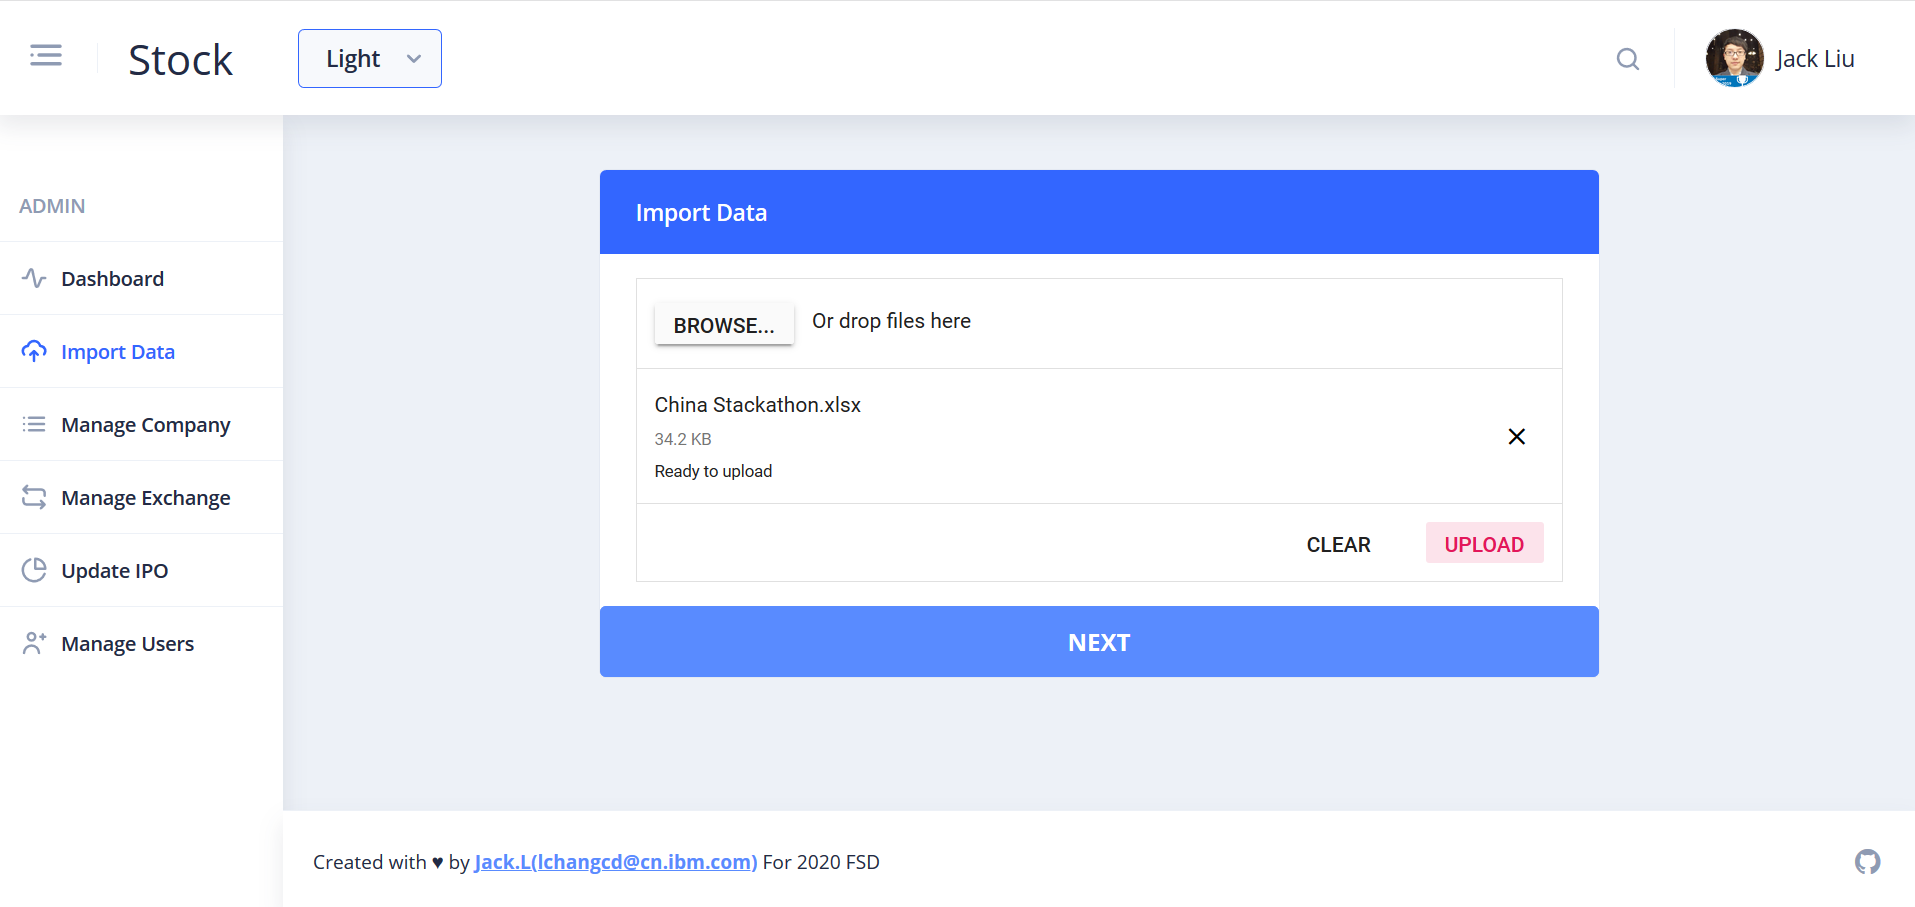 Stock
Light
Jack Liu
ADMIN
Dashboard
Import Data
Manage Company
Manage Exchange
Update IPO
Manage Users
Import Data
BROWSE...
Or drop files here
China Stackathon.xlsx
34.2 KB
Ready to upload
CLEAR
UPLOAD
NEXT
Created with ♥ by Jack.L(lchangcd@cn.ibm.com) For 2020 FSD